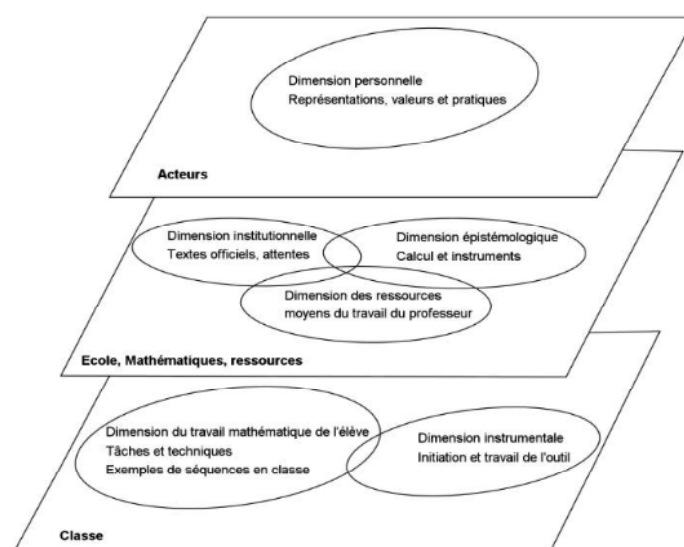 Dimension personnelle
Représentations, valeurs et pratiques
Acteurs
Dimension institutionnelle
Textes officiels, attentes
Dimension épistémologique
Calcul et instruments
Dimension des ressources
moyens du travail du professeur
Ecole, Mathématiques, ressources
Dimension du travail mathématique de l'élève
Tâches et techniques
Exemples de séquences en classe
Dimension instrumentale
Initiation et travail de l'outil
Classe